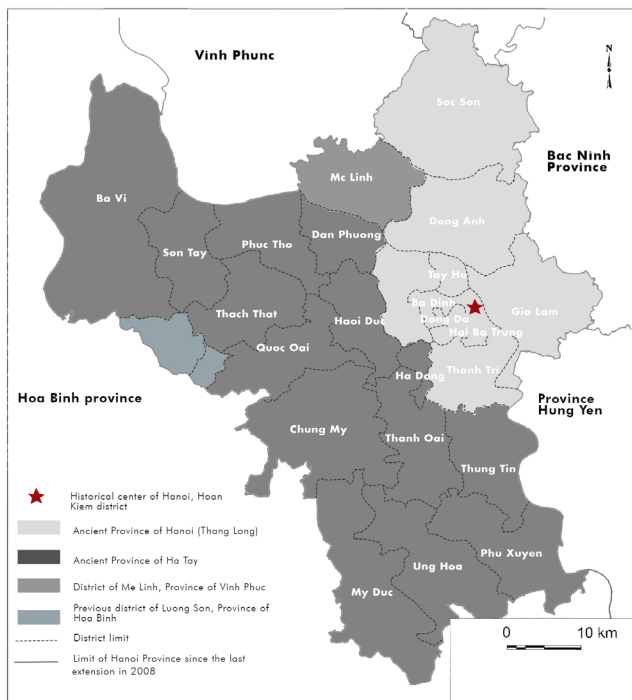 Vinh Phunc
N
Soc Son
Bac Ninh
Province
Mc Linh
Ba Vi
Dong Anh
Dan Phuong
Phuc Tho
Son Tay
Tay Ho
Ba Dinh
Gia Lam
Thach That
Haoi Duc
Dong Da
Hai Ba Trung
Quoc Oai
Ha Dong
Thanh Tri
Hoa Binh province
Province
Hung Yen
Chung My
Thanh Oai
Thung Tin
Phu Xuyen
Ung Hoa
My Duc
Historical center of Hanoi, Hoan
Kiem district
Ancient Province of Hanoi (Thang Long)
Ancient Province of Ha Tay
District of Me Linh, Province of Vinh Phuc
Previous district of Luong Son, Province of
Hoa Binh
District limit
Limit of Hanoi Province since the last
extension in 2008
0 10 km